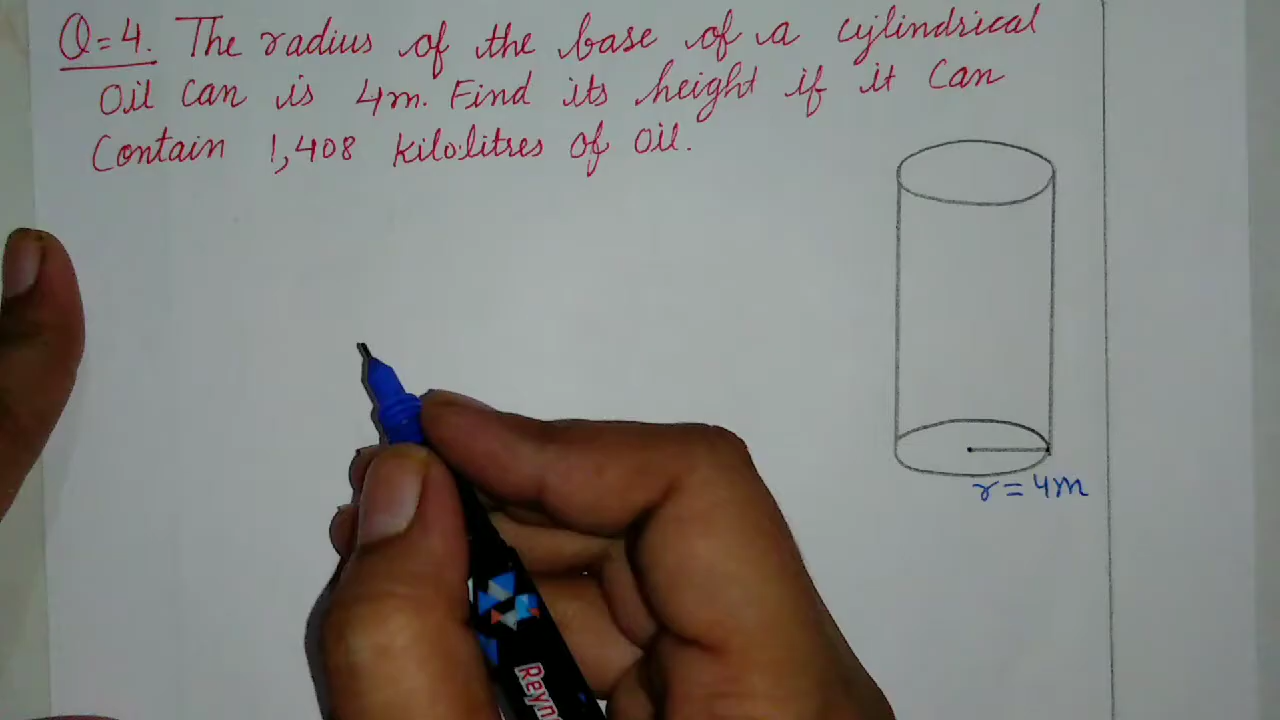 Q=4. The radius of the base of a cylindrical
Oil can is 4m. Find its height if it can
Contain 1,408 kilolitres of oil.
r = 4m
Reyn